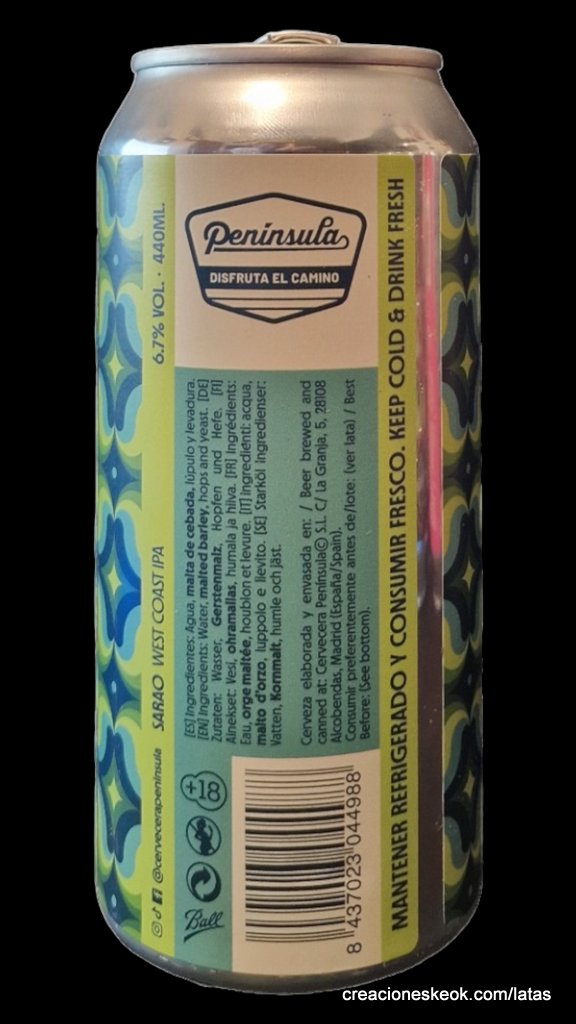 Península
DISFRUTA EL CAMINO
@cervecerapeninsula SARAO WEST COAST IPA 6.7% VOL. · 440ML.
[ES] Ingredientes: Agua, malta de cebada, lúpulo y levadura.
[EN] Ingredients: Water, malted barley, hops and yeast. [DE]
Zutaten: Wasser, Gerstenmalz, Hopfen und Hefe. [FI]
Ainekset: Vesi, ohramallas, humala ja hiiva. [FR] Ingrédients:
Eau, orge maltée, houblon et levure. [IT] Ingredienti: acqua,
malto d'orzo, luppolo e lievito. [SE] Starköl Ingredienser:
Vatten, Kornmalt, humle och jäst.
Cerveza elaborada y envasada en: / Beer brewed and
canned at: Cervecera Península© S.L. C/ La Granja, 5, 28108
Alcobendas, Madrid (España/Spain).
Consumir preferentemente antes de/lote: (ver lata) / Best
Before: (See bottom).
Ball
+18
8 437023 044988
MANTENER REFRIGERADO Y CONSUMIR FRESCO. KEEP COLD & DRINK FRESH
creacioneskeok.com/latas